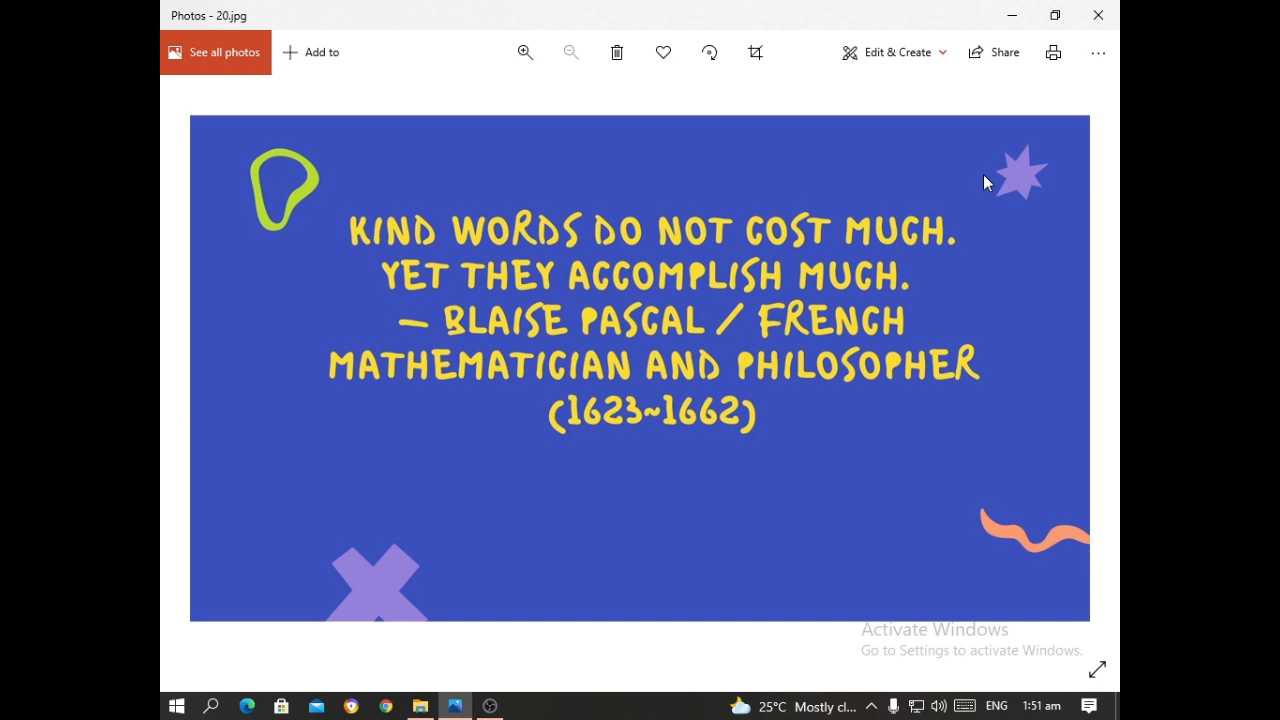 Photos - 20.jpg
See all photos
Add to
Edit & Create
Share
KIND WORDS DO NOT COST MUCH.
YET THEY ACCOMPLISH MUCH.
– BLAISE PASCAL / FRENCH
MATHEMATICIAN AND PHILOSOPHER
(1623~1662)
Activate Windows
Go to Settings to activate Windows.
25°C Mostly cl... ENG 1:51 am